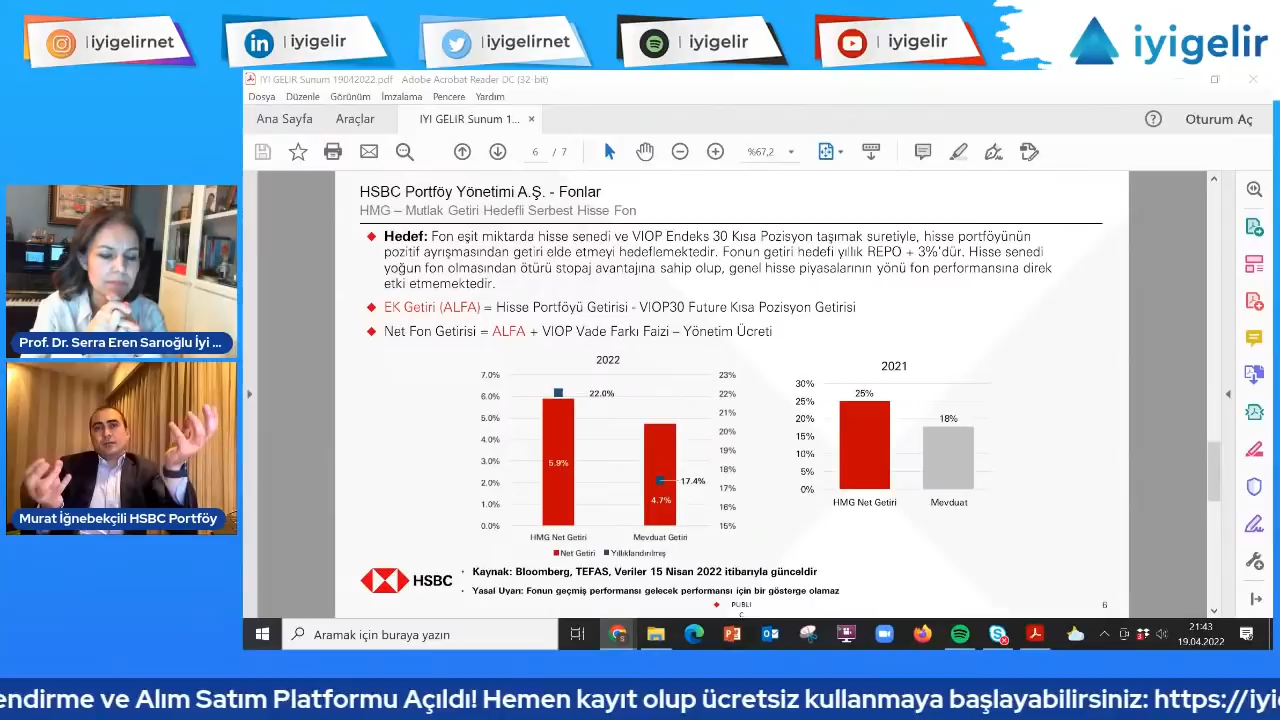 iyigelirnet
iyigelir
iyigelirnet
iyigelir
iyigelir
iyigelir
IYI GELIR Sunum 19042022.pdf - Adobe Acrobat Reader DC (32-bit)
Dosya Düzenle Görünüm İmzalama Pencere Yardım
Ana Sayfa Araçlar IYI GELIR Sunum 1... × Oturum Aç
6 / 7 %67,2
HSBC Portföy Yönetimi A.Ş. - Fonlar
HMG – Mutlak Getiri Hedefli Serbest Hisse Fon
Hedef: Fon eşit miktarda hisse senedi ve VIOP Endeks 30 Kısa Pozisyon taşımak suretiyle, hisse portföyünün
pozitif ayrışmasından getiri elde etmeyi hedeflemektedir. Fonun getiri hedefi yıllık REPO + 3%'dür. Hisse senedi
yoğun fon olmasından ötürü stopaj avantajına sahip olup, genel hisse piyasalarının yönü fon performasına direk
etki etmemektedir.
EK Getiri (ALFA) = Hisse Portföyü Getirisi - VIOP30 Future Kısa Pozisyon Getirisi
Net Fon Getirisi = ALFA + VIOP Vade Farkı Faizi – Yönetim Ücreti
2022
7.0%
6.0%
5.0%
4.0%
3.0%
2.0%
1.0%
0.0%
22.0%
5.9%
17.4%
4.7%
23%
22%
21%
20%
19%
18%
17%
16%
15%
HMG Net Getiri Mevduat Getiri
Net Getiri Yıllıklandırılmış
2021
30%
25%
20%
15%
10%
5%
0%
25%
18%
HMG Net Getiri Mevduat
HSBC
Kaynak: Bloomberg, TEFAS, Veriler 15 Nisan 2022 itibarıyla günceldir
Yasal Uyarı: Fonun geçmiş performansı gelecek performansı için bir gösterge olamaz
PUBLI
C
6
Prof. Dr. Serra Eren Sarıoğlu İyi ...
Murat İğnebekçili HSBC Portföy
Aramak için buraya yazın
21:43
19.04.2022
endirme ve Alım Satım Platformu Açıldı! Hemen kayıt olup ücretsiz kullanmaya başlayabilirsiniz: https://iyi